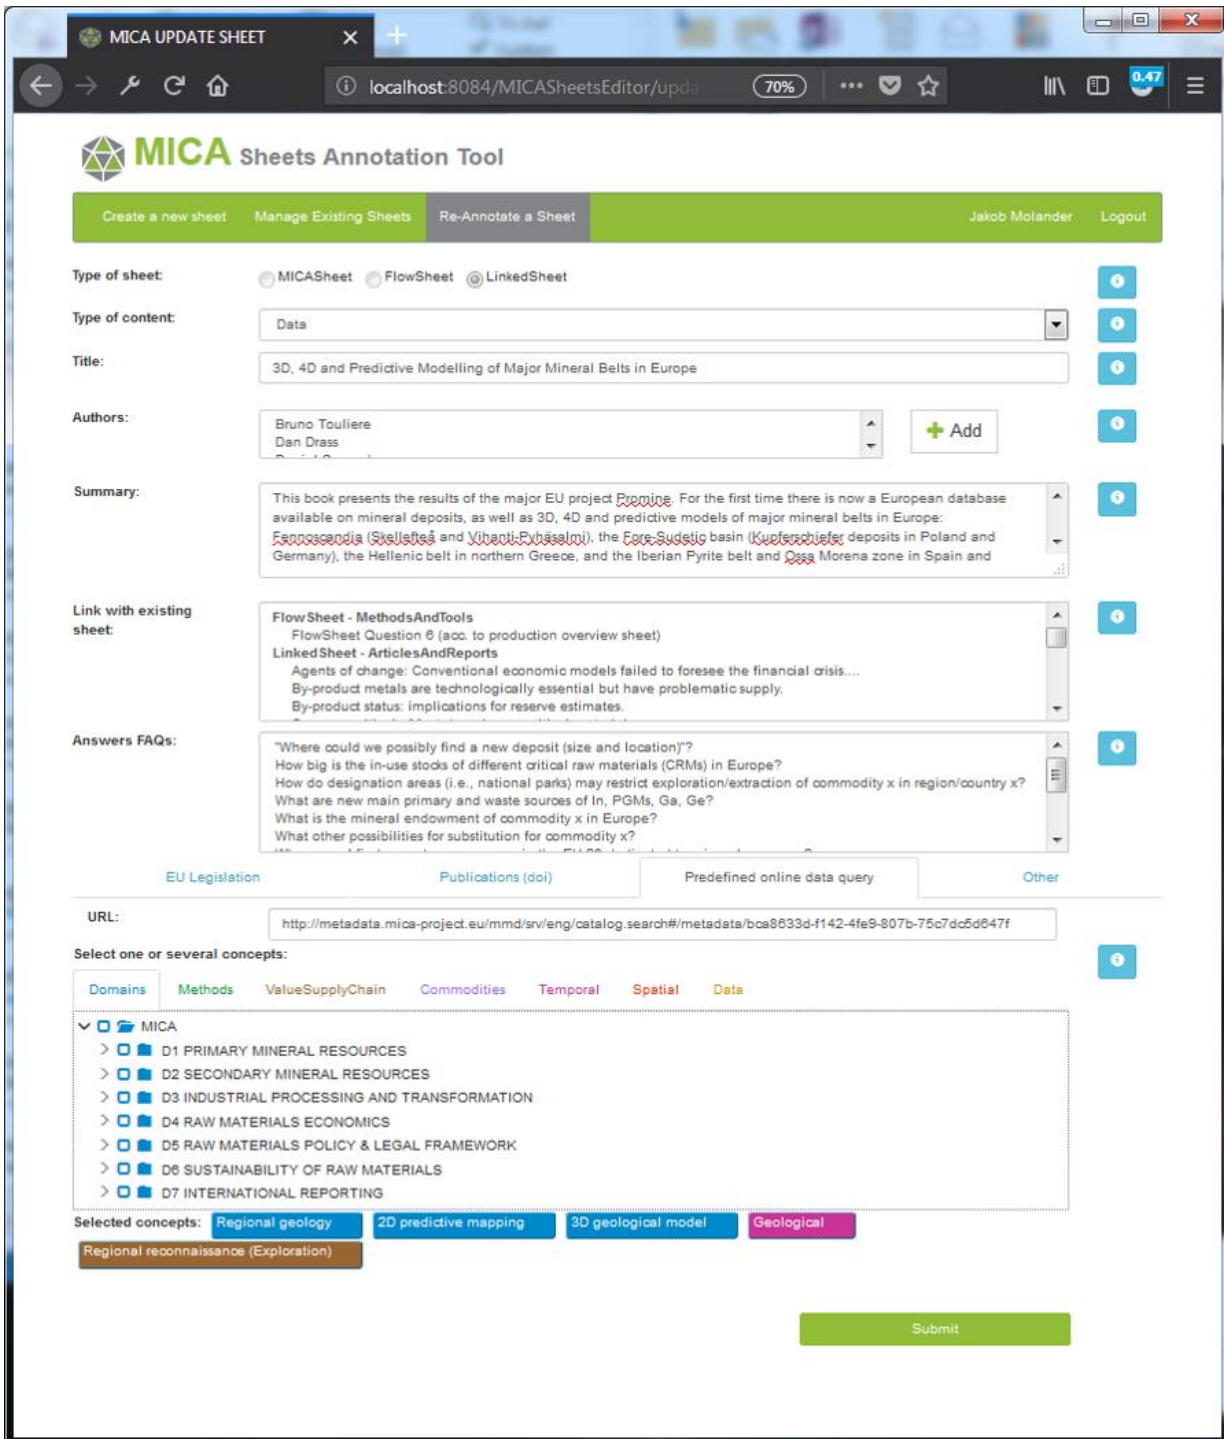 MICA UPDATE SHEET
localhost:8084/MICASheetsEditor/upda
70%
0.47
MICA Sheets Annotation Tool
Create a new sheet Manage Existing Sheets Re-Annotate a Sheet Jakob Molander Logout
Type of sheet: MICASheet FlowSheet LinkedSheet
Type of content: Data
Title: 3D, 4D and Predictive Modelling of Major Mineral Belts in Europe
Authors: Bruno Touliere
Dan Drass
Add
Summary: This book presents the results of the major EU project Promine. For the first time there is now a European database
available on mineral deposits, as well as 3D, 4D and predictive models of major mineral belts in Europe:
Fennoscandia (Skellefteå and Vihanti-Pyhäsalmi), the Fore-Sudetic basin (Kupferschiefer deposits in Poland and
Germany), the Hellenic belt in northern Greece, and the Iberian Pyrite belt and Ossa Morena zone in Spain and
Link with existing
sheet:
FlowSheet - MethodsAndTools
FlowSheet Question 6 (acc. to production overview sheet)
LinkedSheet - ArticlesAndReports
Agents of change: Conventional economic models failed to foresee the financial crisis....
By-product metals are technologically essential but have problematic supply.
By-product status: implications for reserve estimates.
Answers FAQs: "Where could we possibly find a new deposit (size and location)"?
How big is the in-use stocks of different critical raw materials (CRMs) in Europe?
How do designation areas (i.e., national parks) may restrict exploration/extraction of commodity x in region/country x?
What are new main primary and waste sources of In, PGMs, Ga, Ge?
What is the mineral endowment of commodity x in Europe?
What other possibilities for substitution for commodity x?
EU Legislation Publications (doi) Predefined online data query Other
URL: http://metadata.mica-project.eu/mmd/srv/eng/catalog.search#/metadata/bca8633d-f142-4fe9-807b-75c7dc5d647f
Select one or several concepts:
Domains Methods ValueSupplyChain Commodities Temporal Spatial Data
MICA
D1 PRIMARY MINERAL RESOURCES
D2 SECONDARY MINERAL RESOURCES
D3 INDUSTRIAL PROCESSING AND TRANSFORMATION
D4 RAW MATERIALS ECONOMICS
D5 RAW MATERIALS POLICY & LEGAL FRAMEWORK
D6 SUSTAINABILITY OF RAW MATERIALS
D7 INTERNATIONAL REPORTING
Selected concepts: Regional geology 2D predictive mapping 3D geological model Geological
Regional reconnaissance (Exploration)
Submit